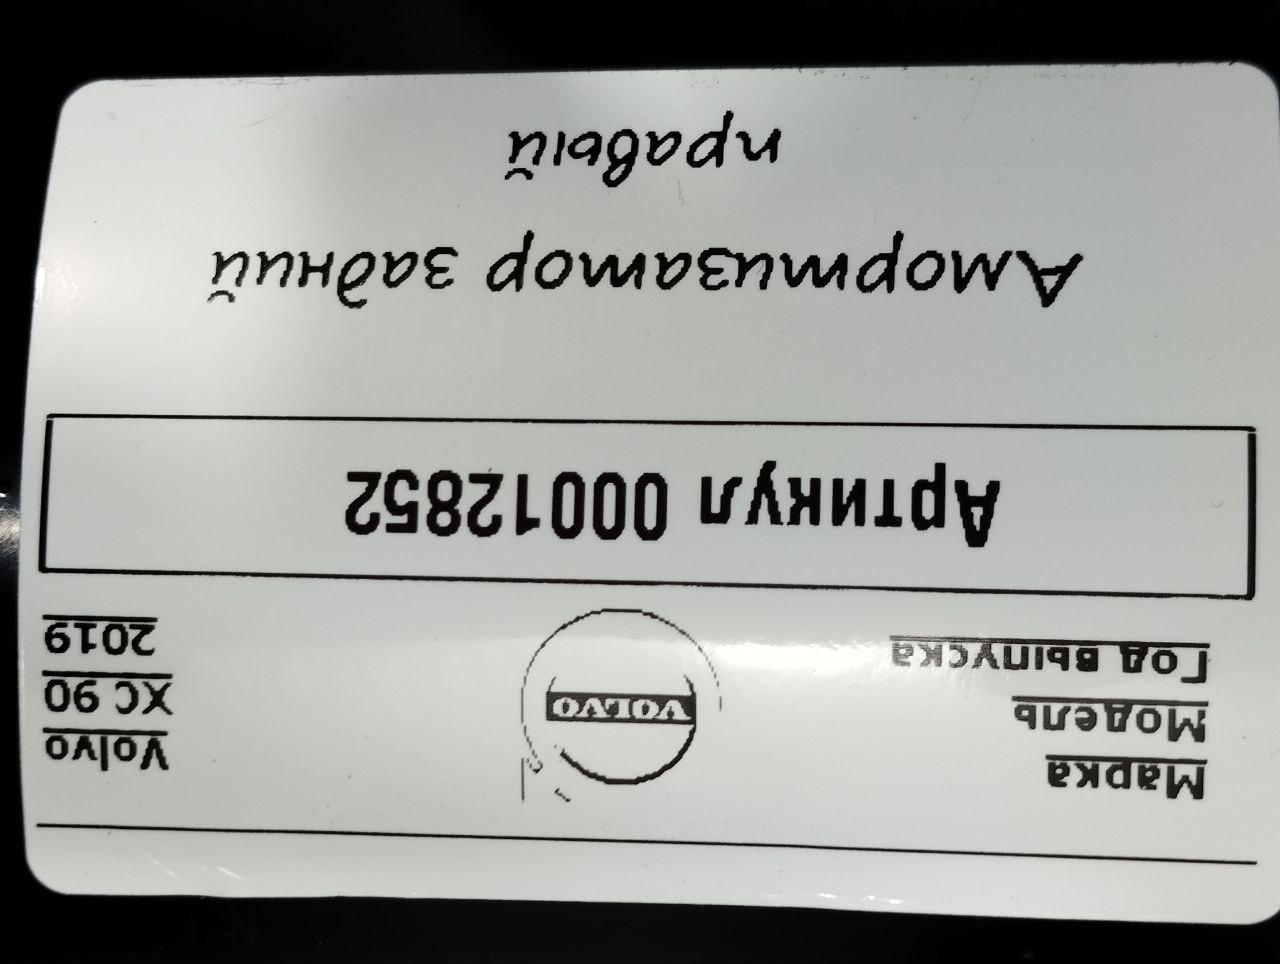 Марка Volvo
Модель XC 90
Год выпуска 2019
VOLVO
Артикул 00012852
Амортизатор задний
правый